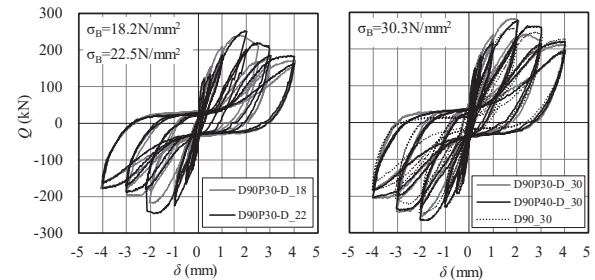 σB=18.2N/mm²
σB=22.5N/mm²
300
200
100
0
-100
-200
-300
Q (kN)
D90P30-D_18
D90P30-D_22
-5 -4 -3 -2 -1 0 1 2 3 4 5
δ (mm)
σB=30.3N/mm²
D90P30-D_30
D90P40-D_30
D90_30
-5 -4 -3 -2 -1 0 1 2 3 4 5
δ (mm)